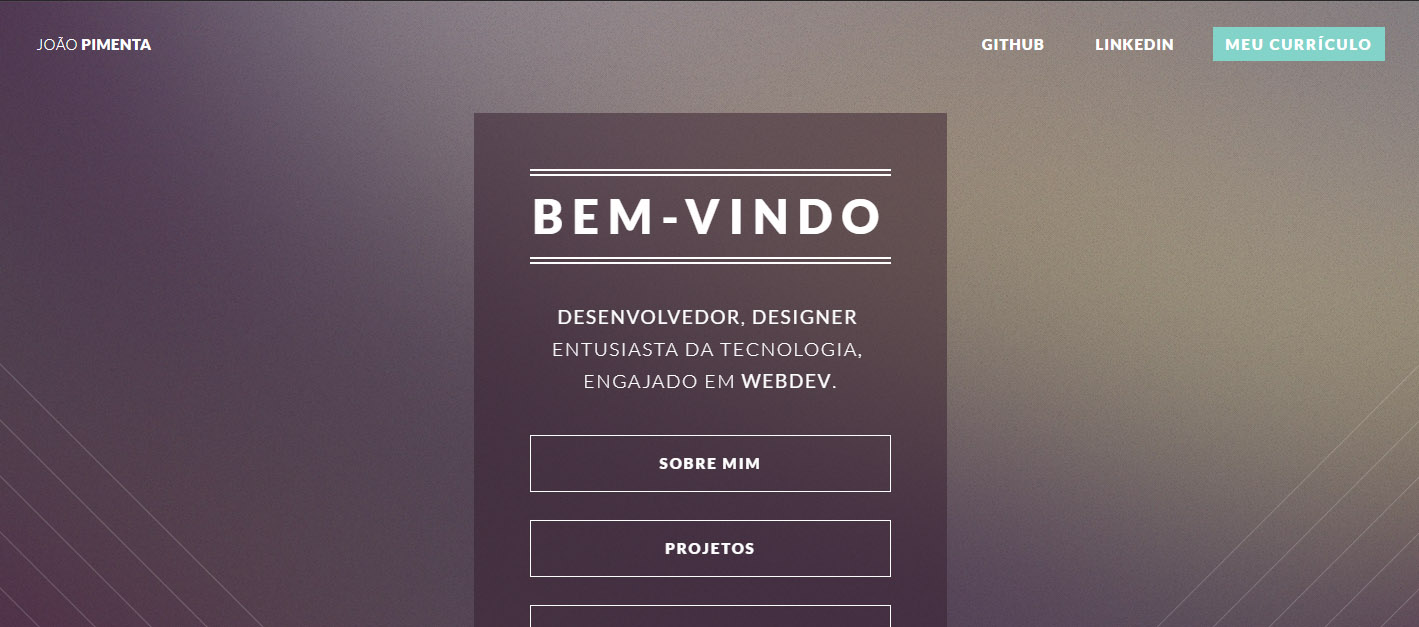 JOÃO PIMENTA
GITHUB
LINKEDIN
MEU CURRÍCULO
BEM-VINDO
DESENVOLVEDOR, DESIGNER
ENTUSIASTA DA TECNOLOGIA,
ENGAJADO EM WEBDEV.
SOBRE MIM
PROJETOS